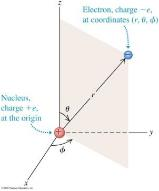 z
Electron, charge −e,
at coordinates (r, θ, ϕ)
−
r
Nucleus,
charge +e,
at the origin
θ
+
y
ϕ
x